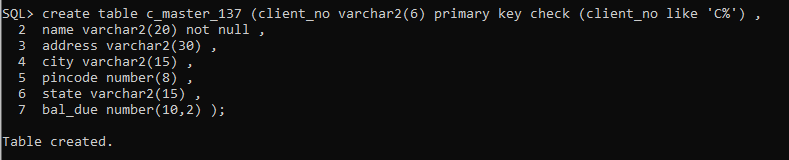 SQL> create table c_master_137 (client_no varchar2(6) primary key check (client_no like 'C%') ,
2 name varchar2(20) not null ,
3 address varchar2(30) ,
4 city varchar2(15) ,
5 pincode number(8) ,
6 state varchar2(15) ,
7 bal_due number(10,2) );
Table created.